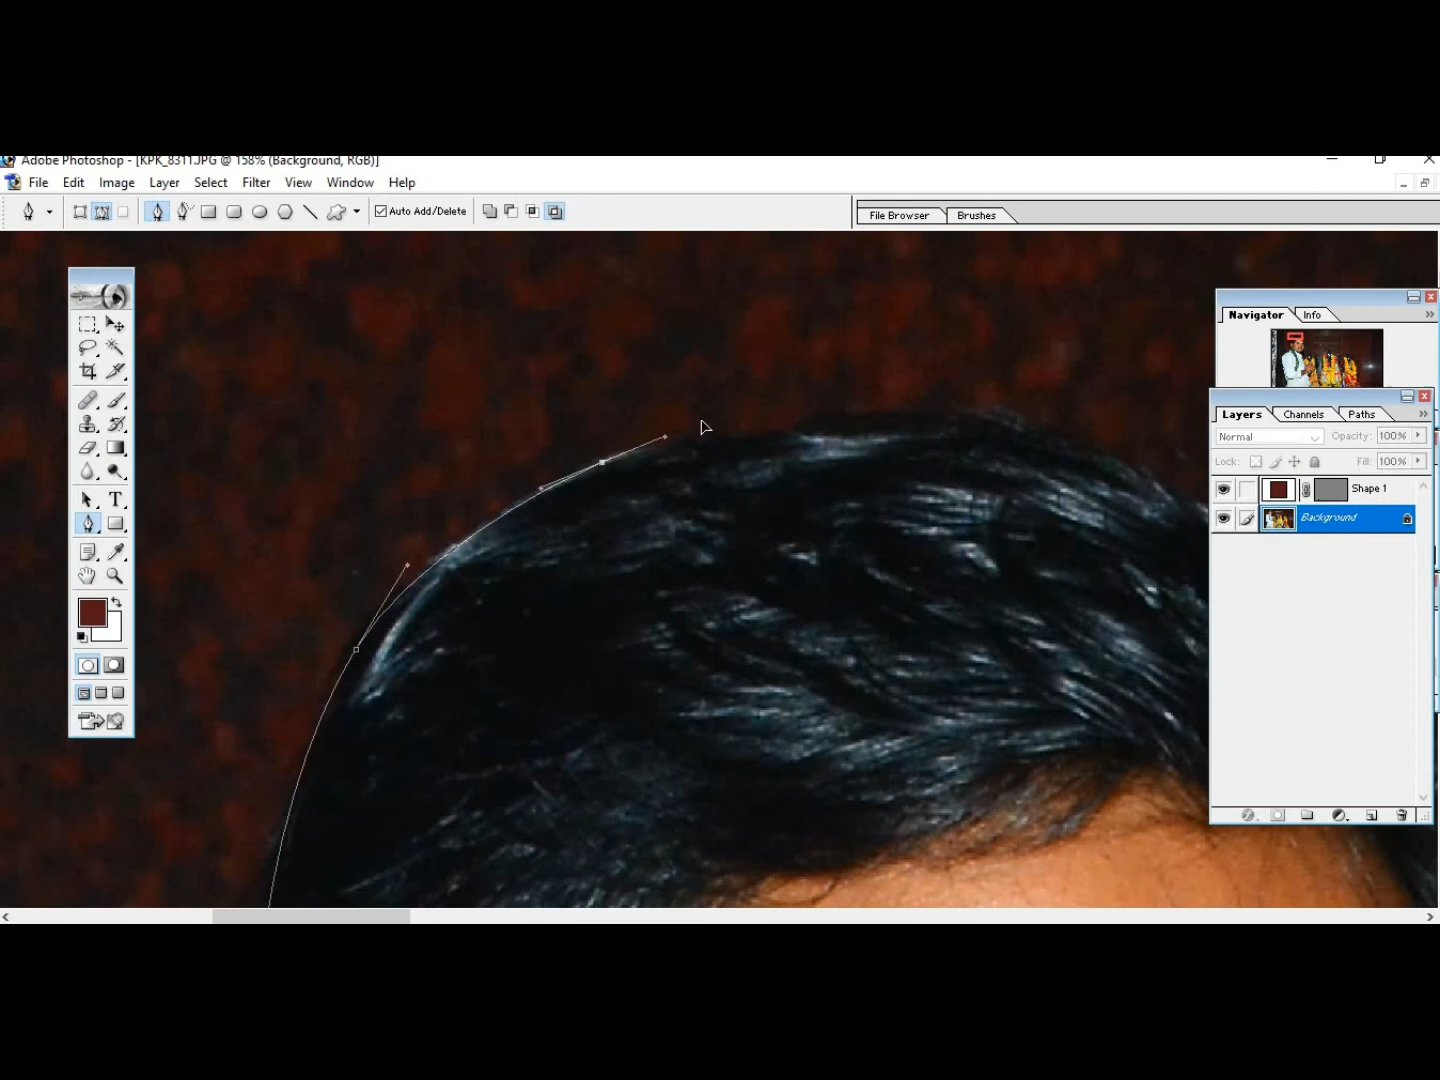 Adobe Photoshop - [KPK_8311.JPG @ 158% (Background, RGB)]
File Edit Image Layer Select Filter View Window Help
Auto Add/Delete
File Browser Brushes
Navigator Info
Layers Channels Paths
Normal Opacity: 100%
Lock: Fill: 100%
Shape 1
Background